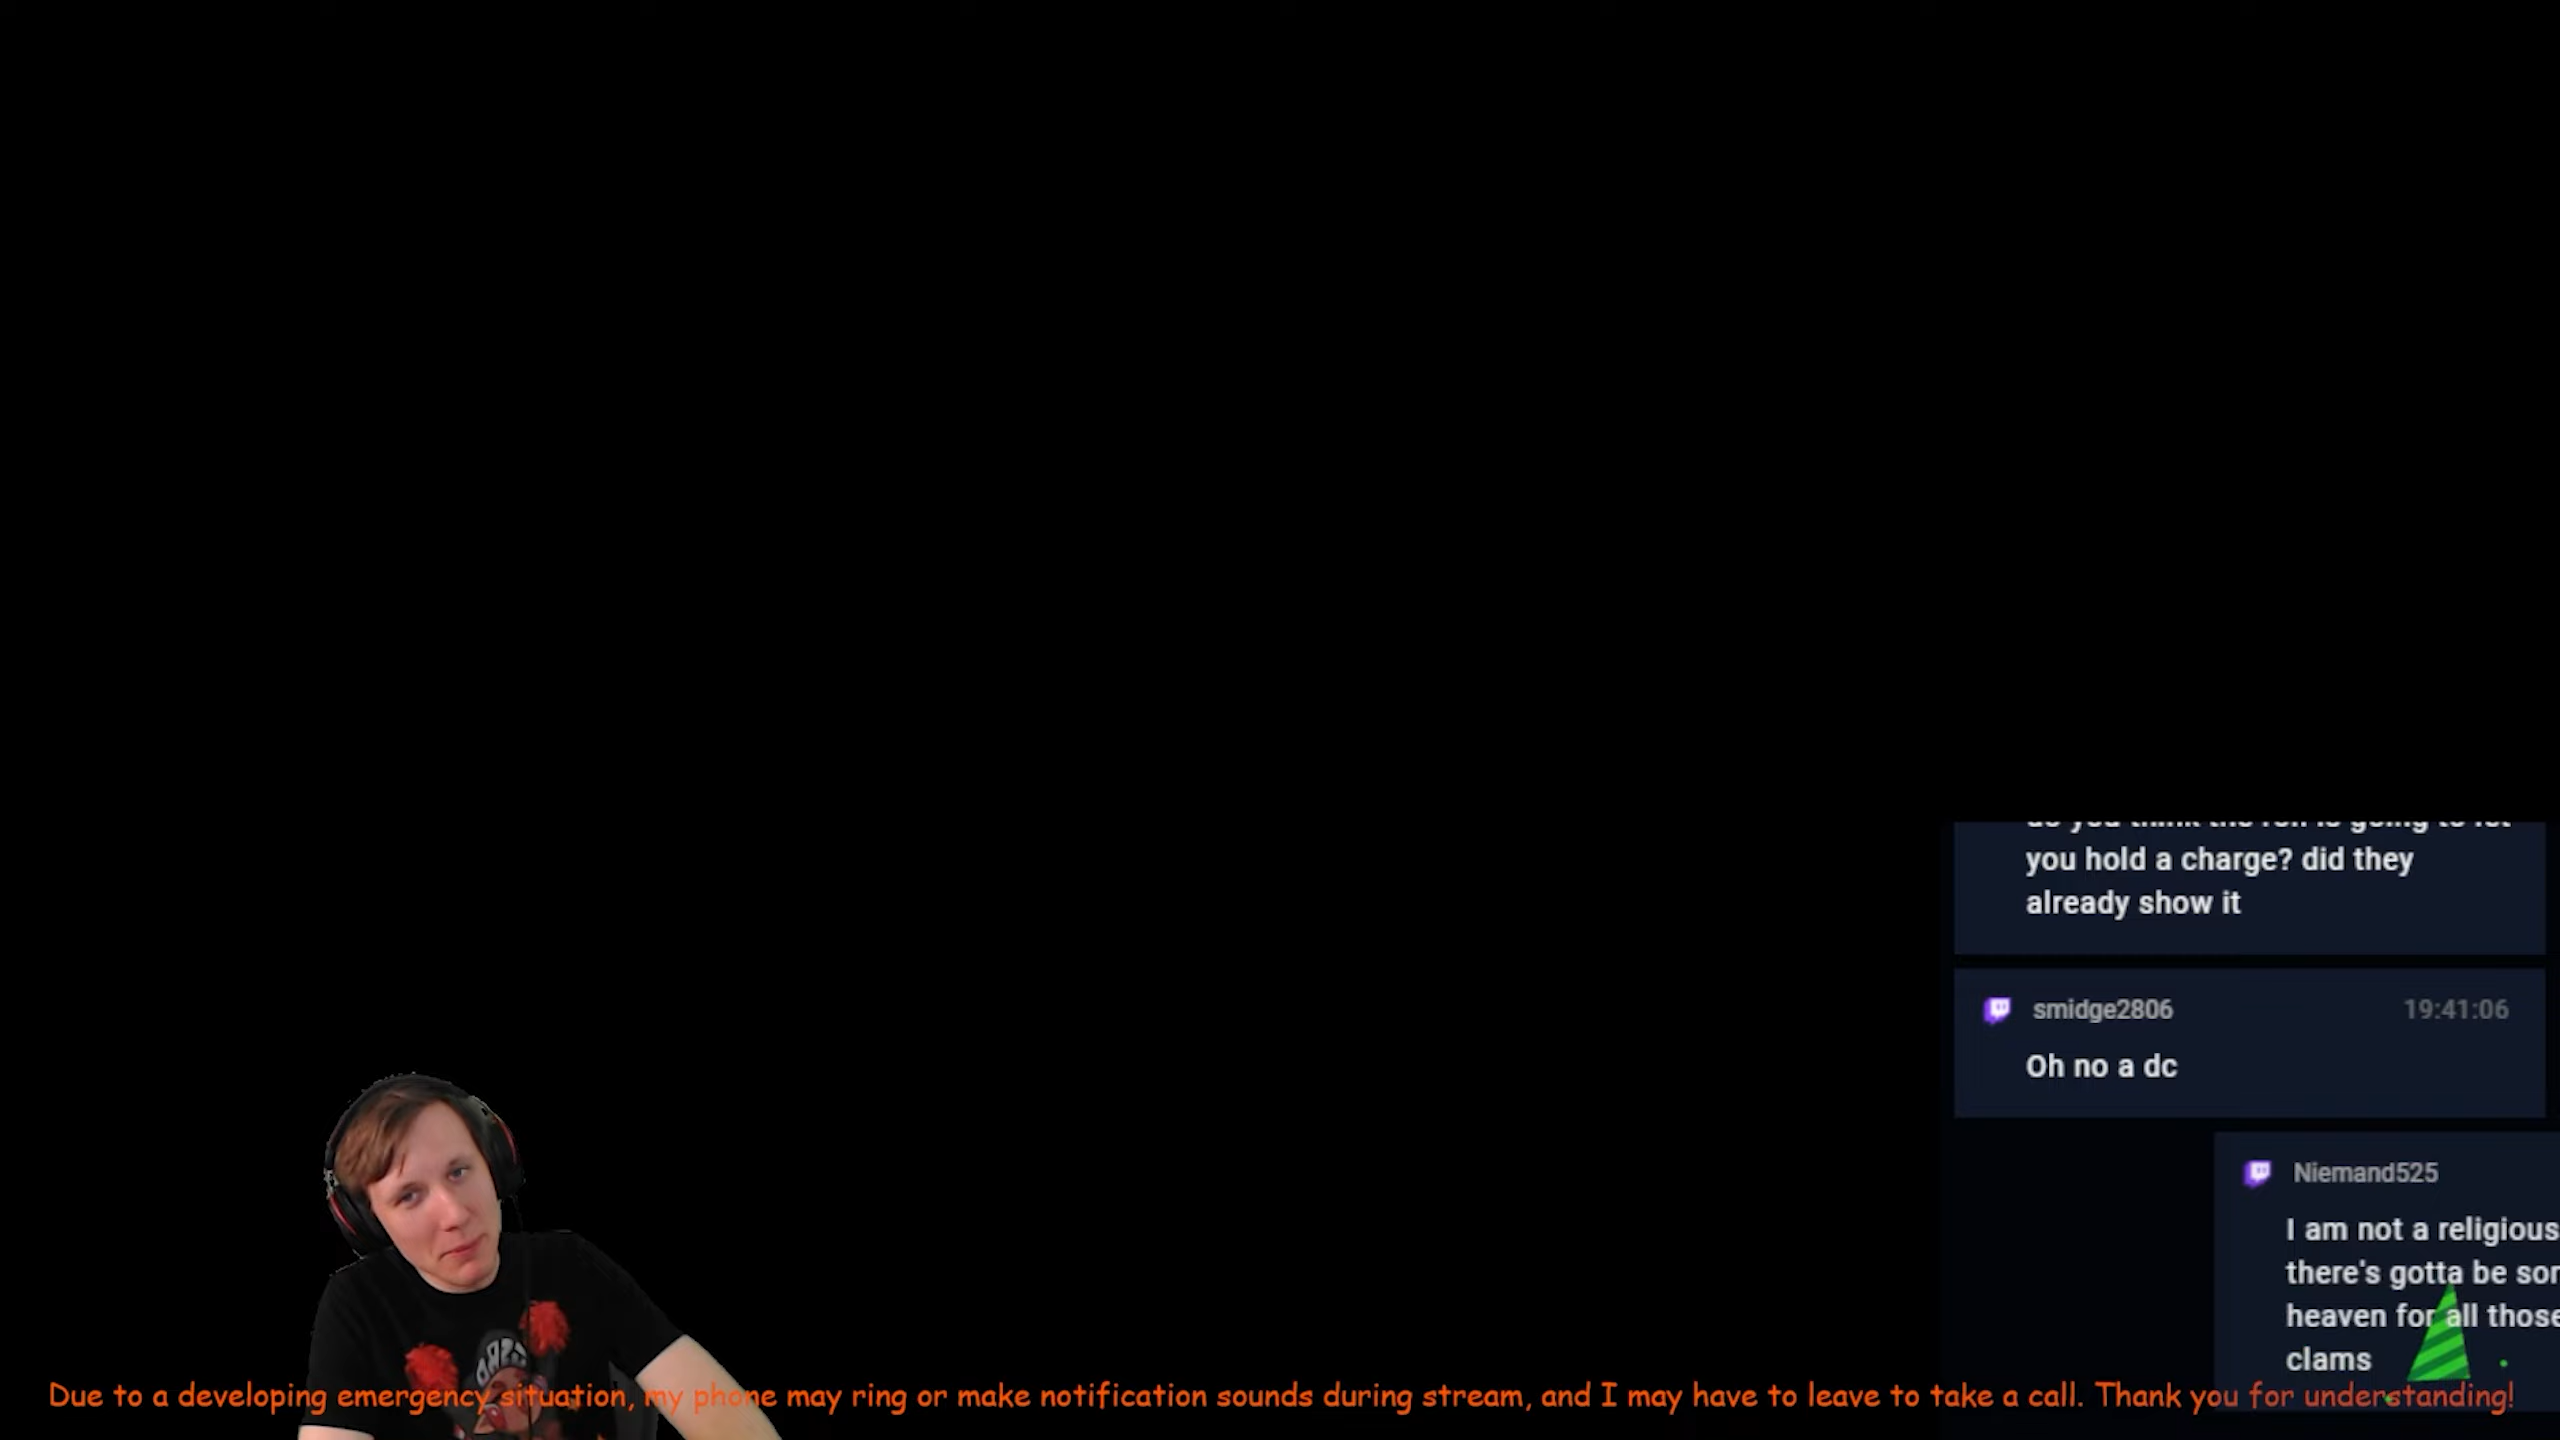 you hold a charge? did they
already show it
smidge2806 19:41:06
Oh no a dc
Niemand525
I am not a religious
there's gotta be
heaven for all those
clams
Due to a developing emergency situation, my phone may ring or make notification sounds during stream, and I may have to leave to take a call. Thank you for understanding!